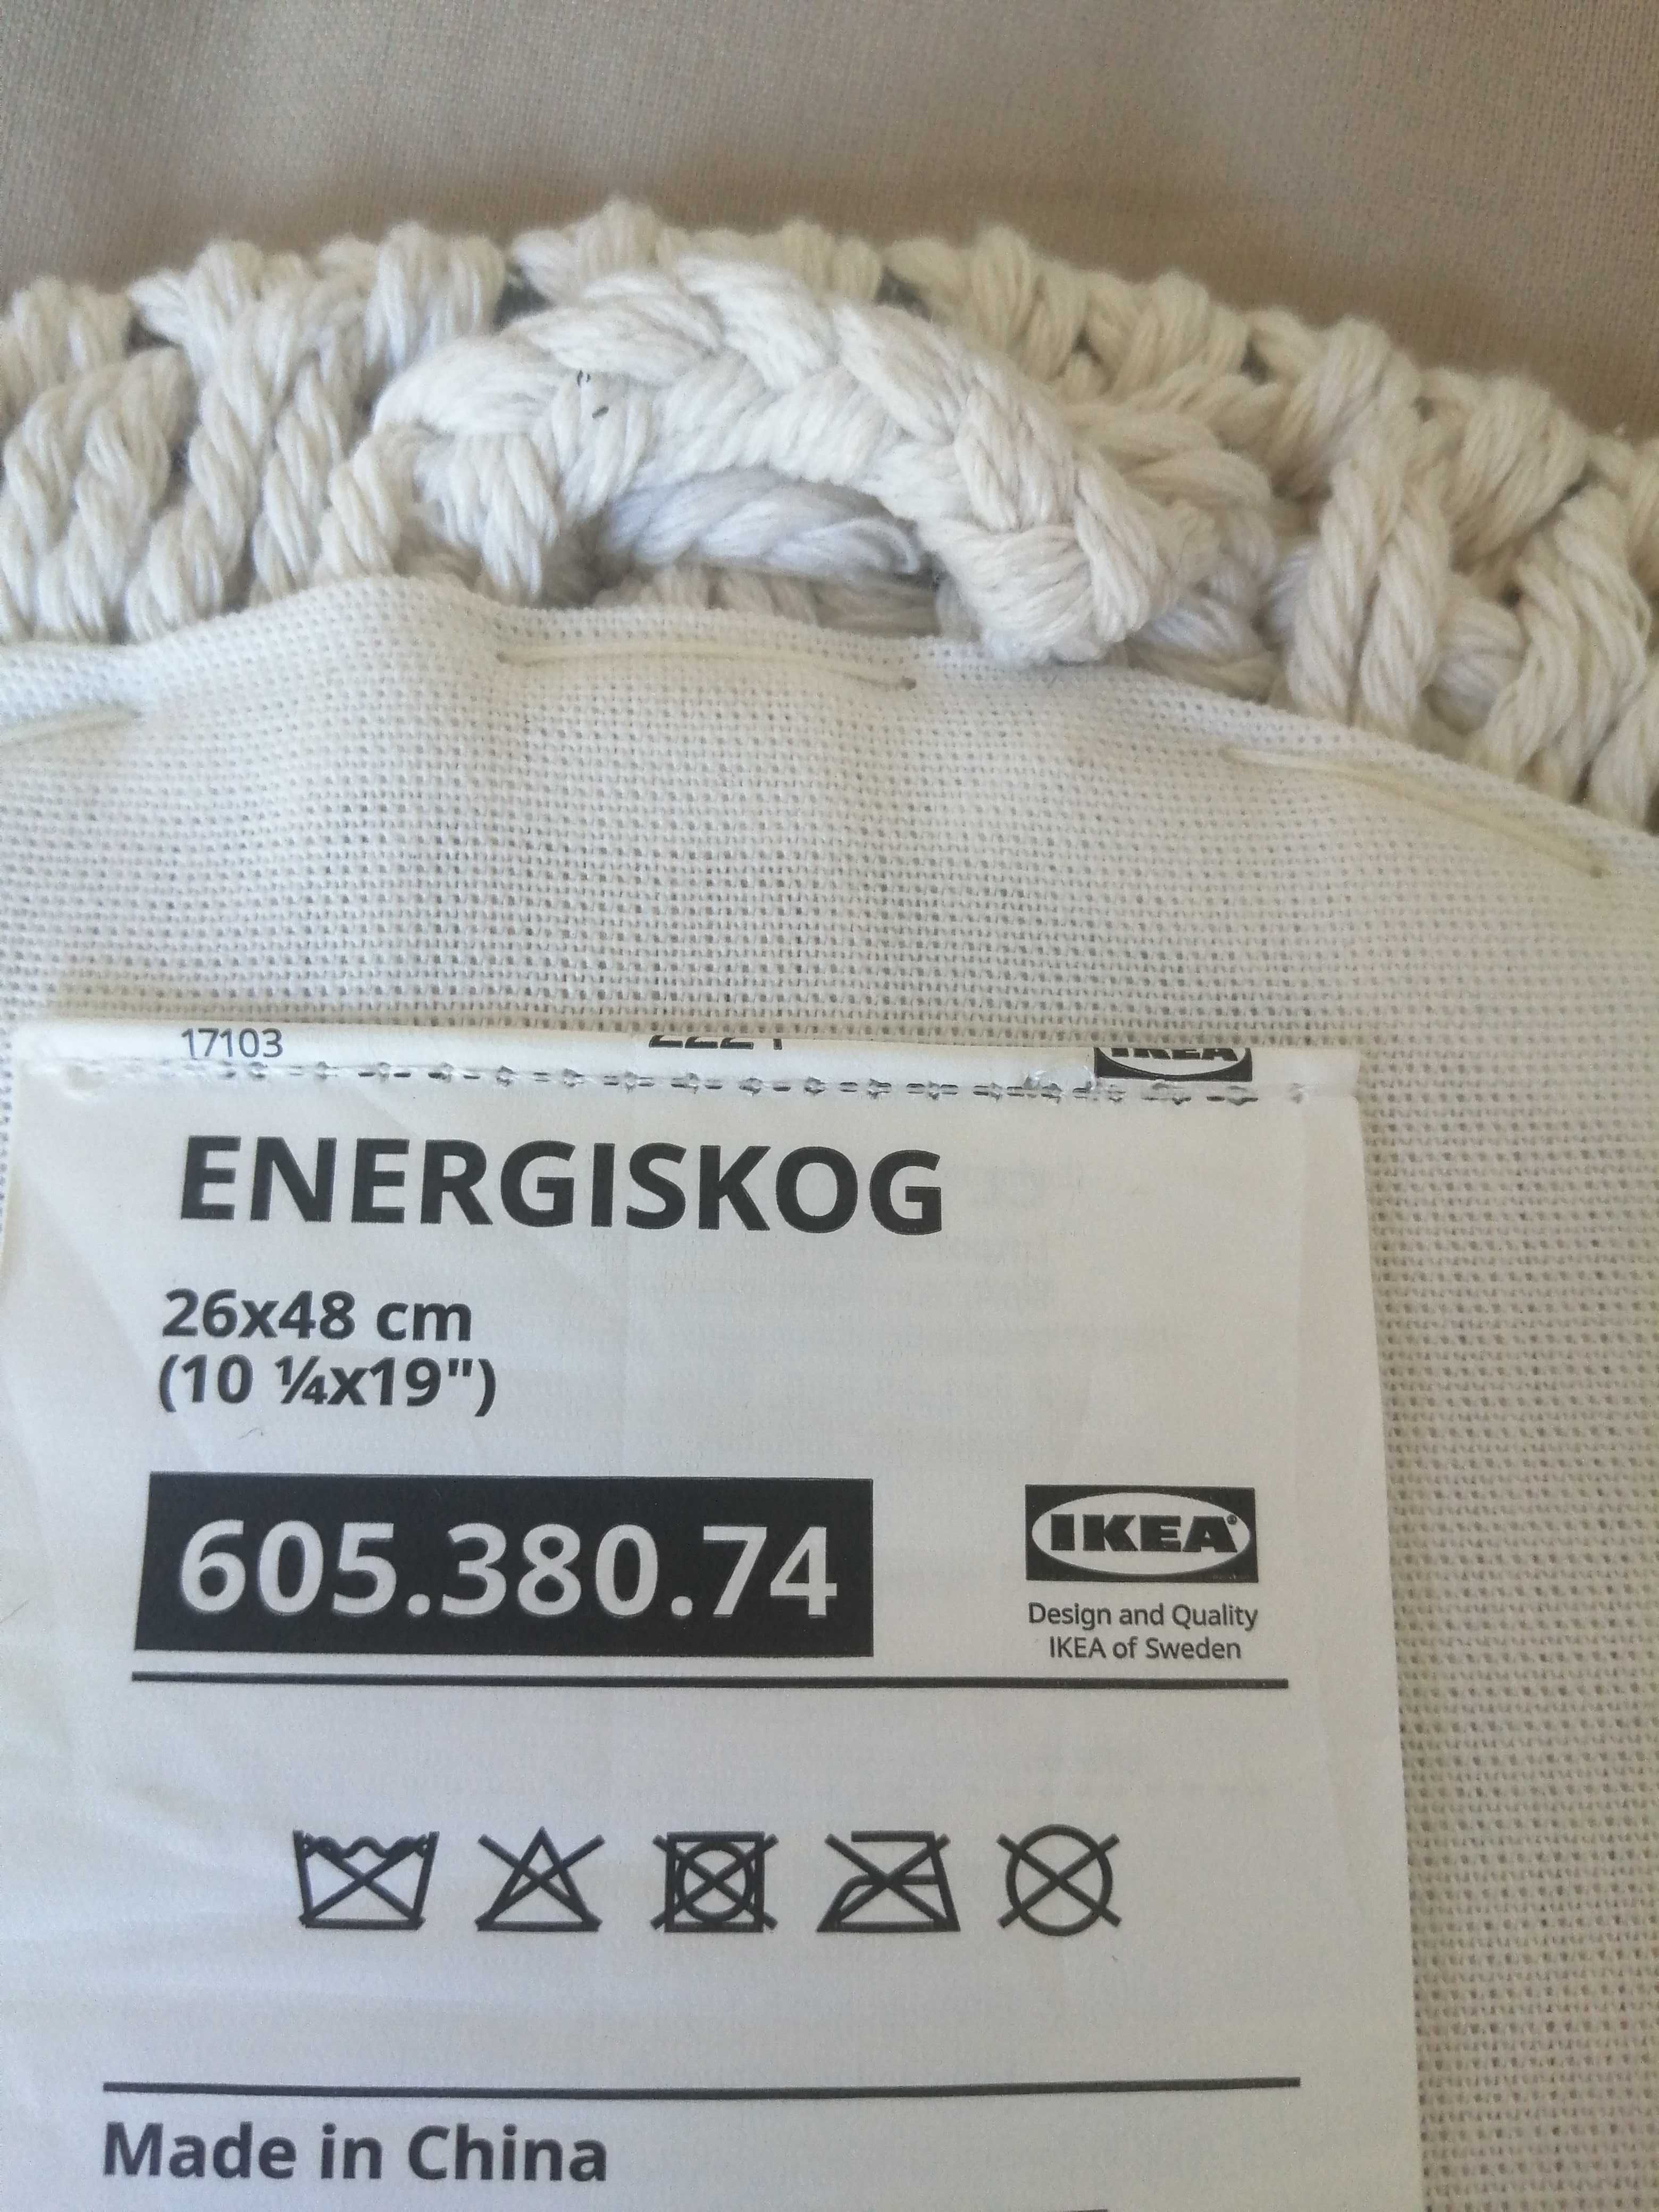 17103
IKEA
ENERGISKOG
26x48 cm
(10 ¼x19")
605.380.74
IKEA®
Design and Quality
IKEA of Sweden
Made in China